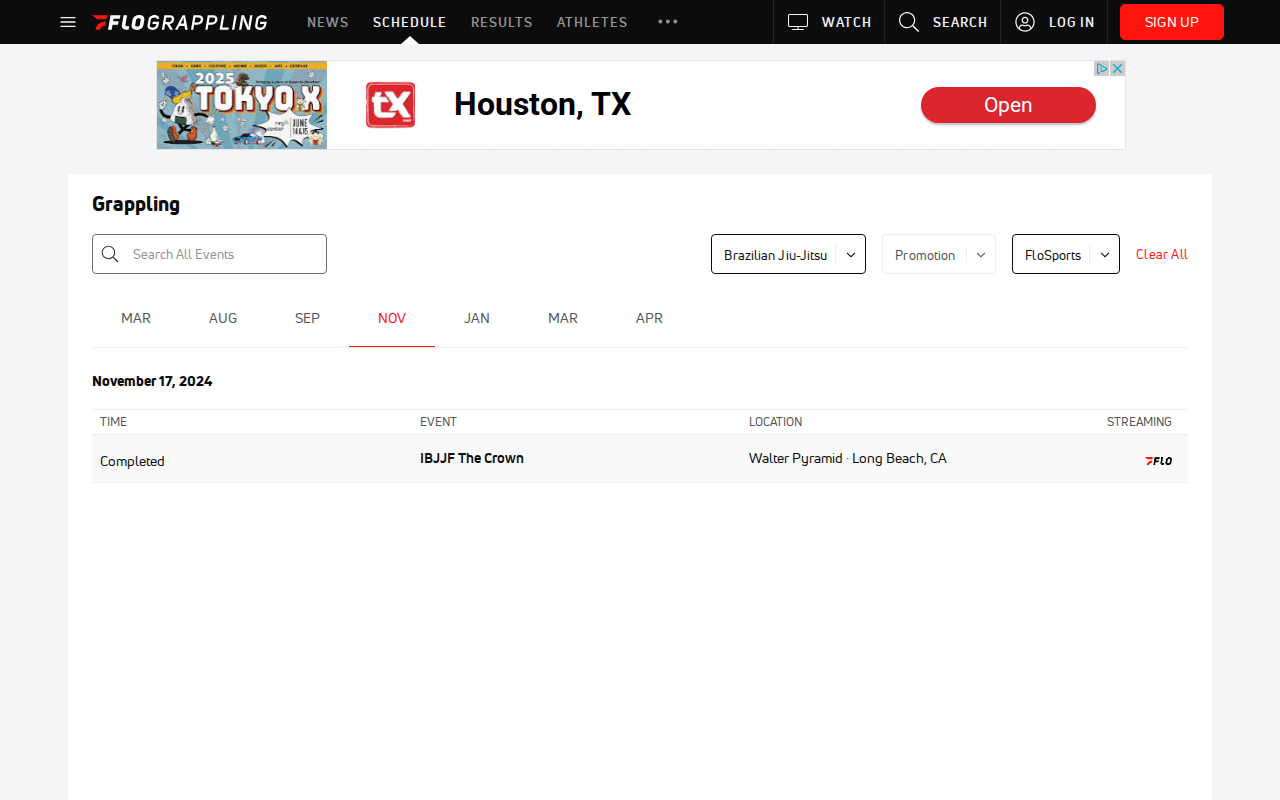 FLOGRAPPLING
NEWS
SCHEDULE
RESULTS
ATHLETES
WATCH
SEARCH
LOG IN
SIGN UP
2025
TOKYO X
JUNE
14&15
tX
Houston, TX
Open
Grappling
Search All Events
Brazilian Jiu-Jitsu
Promotion
FloSports
Clear All
MAR
AUG
SEP
NOV
JAN
MAR
APR
November 17, 2024
TIME
EVENT
LOCATION
STREAMING
Completed
IBJJF The Crown
Walter Pyramid · Long Beach, CA
FLO